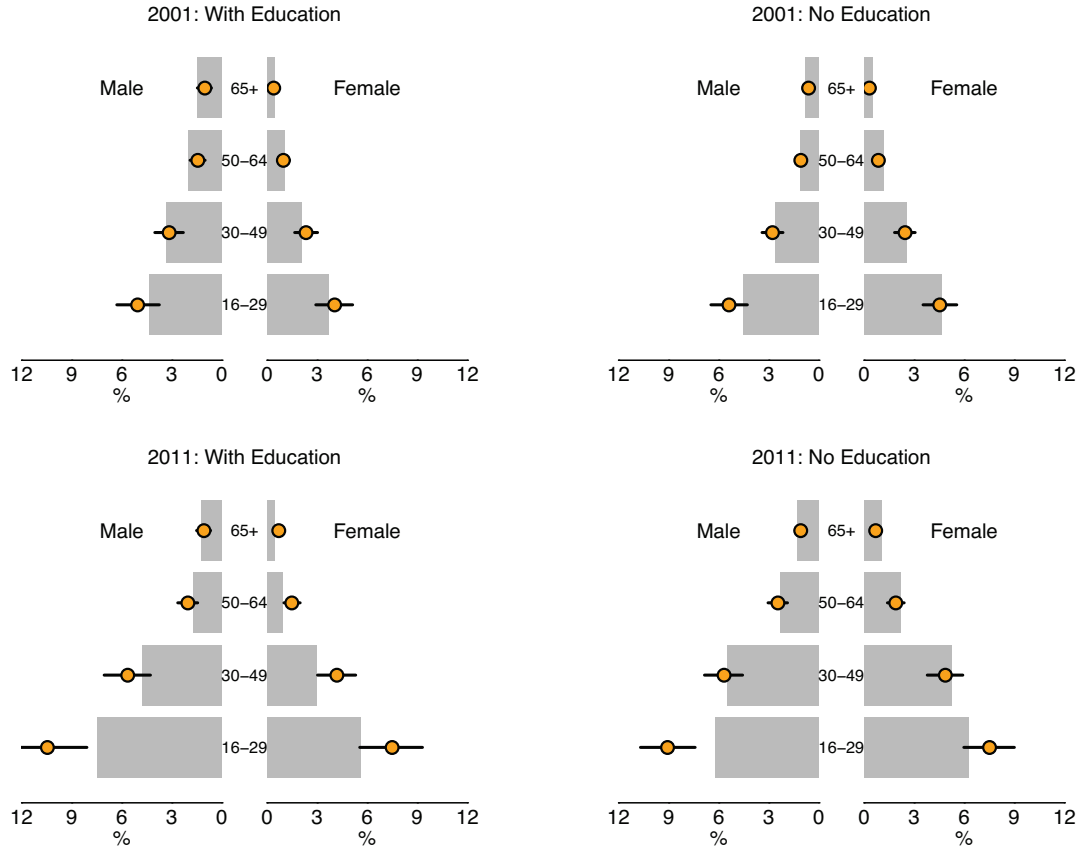 2001: With Education
2001: No Education
Male 65+ Female
Male 65+ Female
50–64
50–64
30–49
30–49
16–29
16–29
12 9 6 3 0 0 3 6 9 12
12 9 6 3 0 0 3 6 9 12
% %
% %
2011: With Education
2011: No Education
Male 65+ Female
Male 65+ Female
50–64
50–64
30–49
30–49
16–29
16–29
12 9 6 3 0 0 3 6 9 12
12 9 6 3 0 0 3 6 9 12
% %
% %